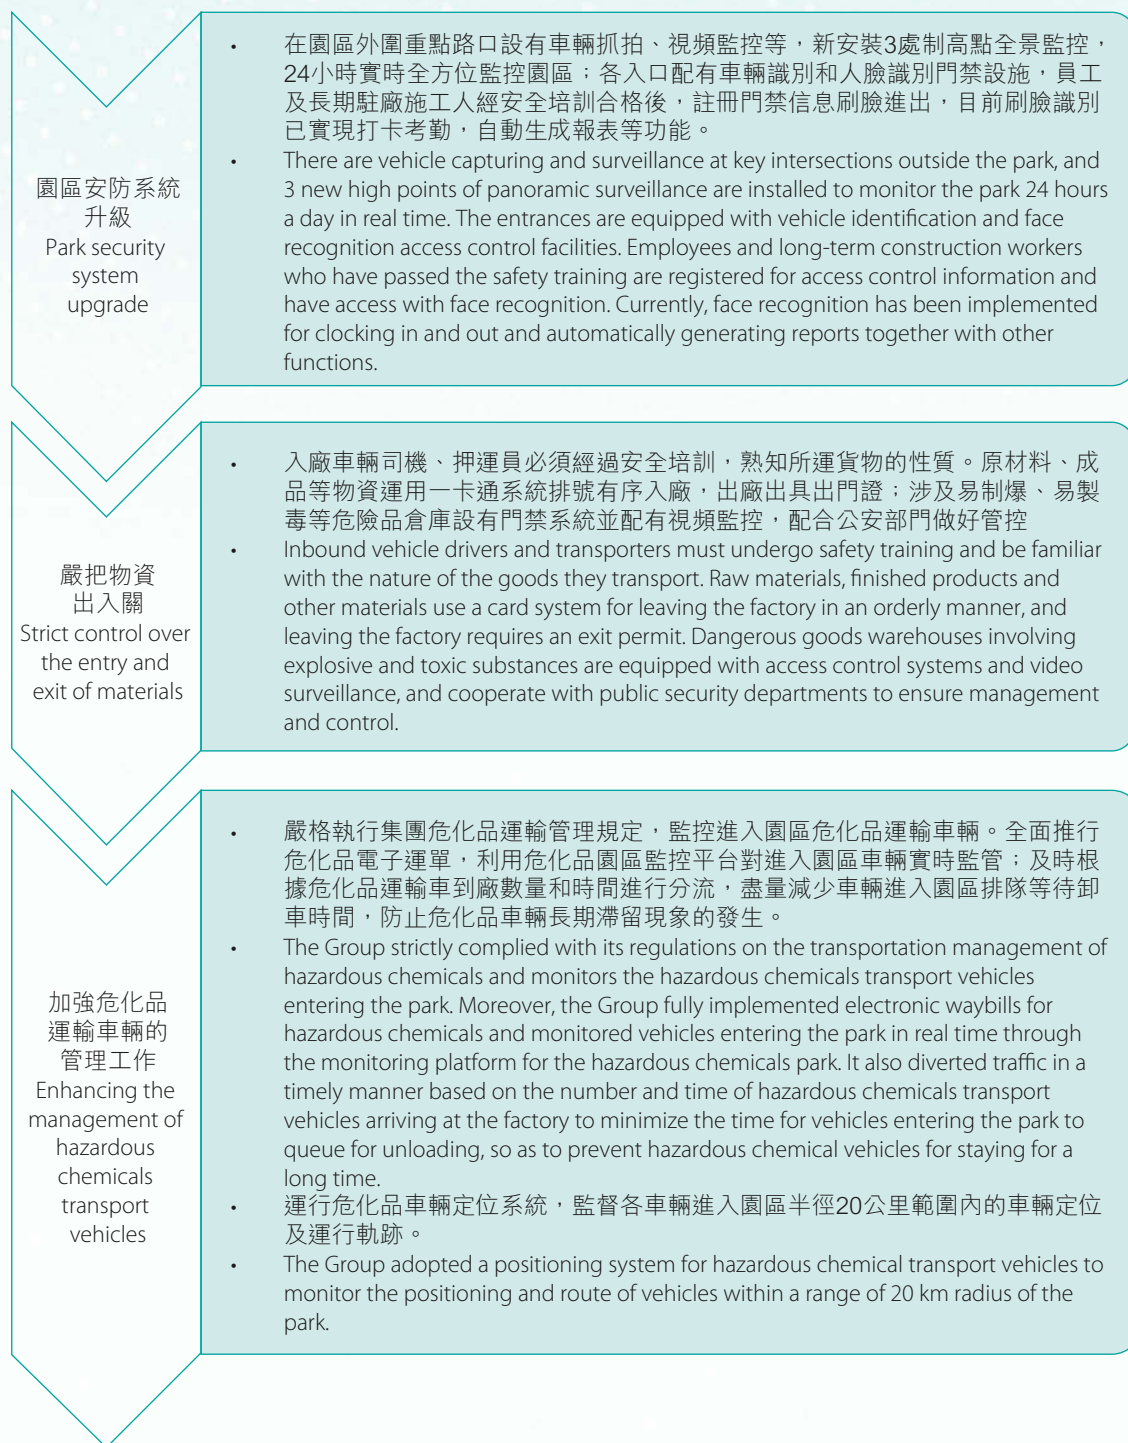 園區安防系統
升級
Park security
system
upgrade
• 在園區外圍重點路口設有車輛抓拍、視頻監控等，新安裝3處制高點全景監控，
24小時實時全方位監控園區；各入口配有車輛識別和人臉識別門禁設施，員工
及長期駐廠施工人經安全培訓合格後，註冊門禁信息刷臉進出，目前刷臉識別
已實現打卡考勤，自動生成報表等功能。
• There are vehicle capturing and surveillance at key intersections outside the park, and
3 new high points of panoramic surveillance are installed to monitor the park 24 hours
a day in real time. The entrances are equipped with vehicle identification and face
recognition access control facilities. Employees and long-term construction workers
who have passed the safety training are registered for access control information and
have access with face recognition. Currently, face recognition has been implemented
for clocking in and out and automatically generating reports together with other
functions.
嚴把物資
出入關
Strict control over
the entry and
exit of materials
• 入廠車輛司機、押運員必須經過安全培訓，熟知所運貨物的性質。原材料、成
品等物資運用一卡通系統排號有序入廠，出廠出具出門證；涉及易制爆、易製
毒等危險品倉庫設有門禁系統並配有視頻監控，配合公安部門做好管控
• Inbound vehicle drivers and transporters must undergo safety training and be familiar
with the nature of the goods they transport. Raw materials, finished products and
other materials use a card system for leaving the factory in an orderly manner, and
leaving the factory requires an exit permit. Dangerous goods warehouses involving
explosive and toxic substances are equipped with access control systems and video
surveillance, and cooperate with public security departments to ensure management
and control.
加強危化品
運輸車輛的
管理工作
Enhancing the
management of
hazardous
chemicals
transport
vehicles
• 嚴格執行集團危化品運輸管理規定，監控進入園區危化品運輸車輛。全面推行
危化品電子運單，利用危化品園區監控平台對進入園區車輛實時監管；及時根
據危化品運輸車到廠數量和時間進行分流，盡量減少車輛進入園區排隊等待卸
車時間，防止危化品車輛長期滯留現象的發生。
• The Group strictly complied with its regulations on the transportation management of
hazardous chemicals and monitors the hazardous chemicals transport vehicles
entering the park. Moreover, the Group fully implemented electronic waybills for
hazardous chemicals and monitored vehicles entering the park in real time through
the monitoring platform for the hazardous chemicals park. It also diverted traffic in a
timely manner based on the number and time of hazardous chemicals transport
vehicles arriving at the factory to minimize the time for vehicles entering the park to
queue for unloading, so as to prevent hazardous chemical vehicles for staying for a
long time.
• 運行危化品車輛定位系統，監督各車輛進入園區半徑20公里範圍內的車輛定位
及運行軌跡。
• The Group adopted a positioning system for hazardous chemical transport vehicles to
monitor the positioning and route of vehicles within a range of 20 km radius of the
park.